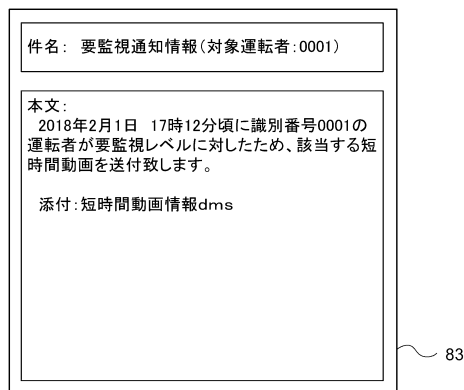 件名： 要監視通知情報（対象運転者：0001）
本文：
2018年2月1日　17時12分頃に識別番号0001の
運転者が要監視レベルに対したため、該当する短
時間動画を送付致します。
添付：短時間動画情報dms
83